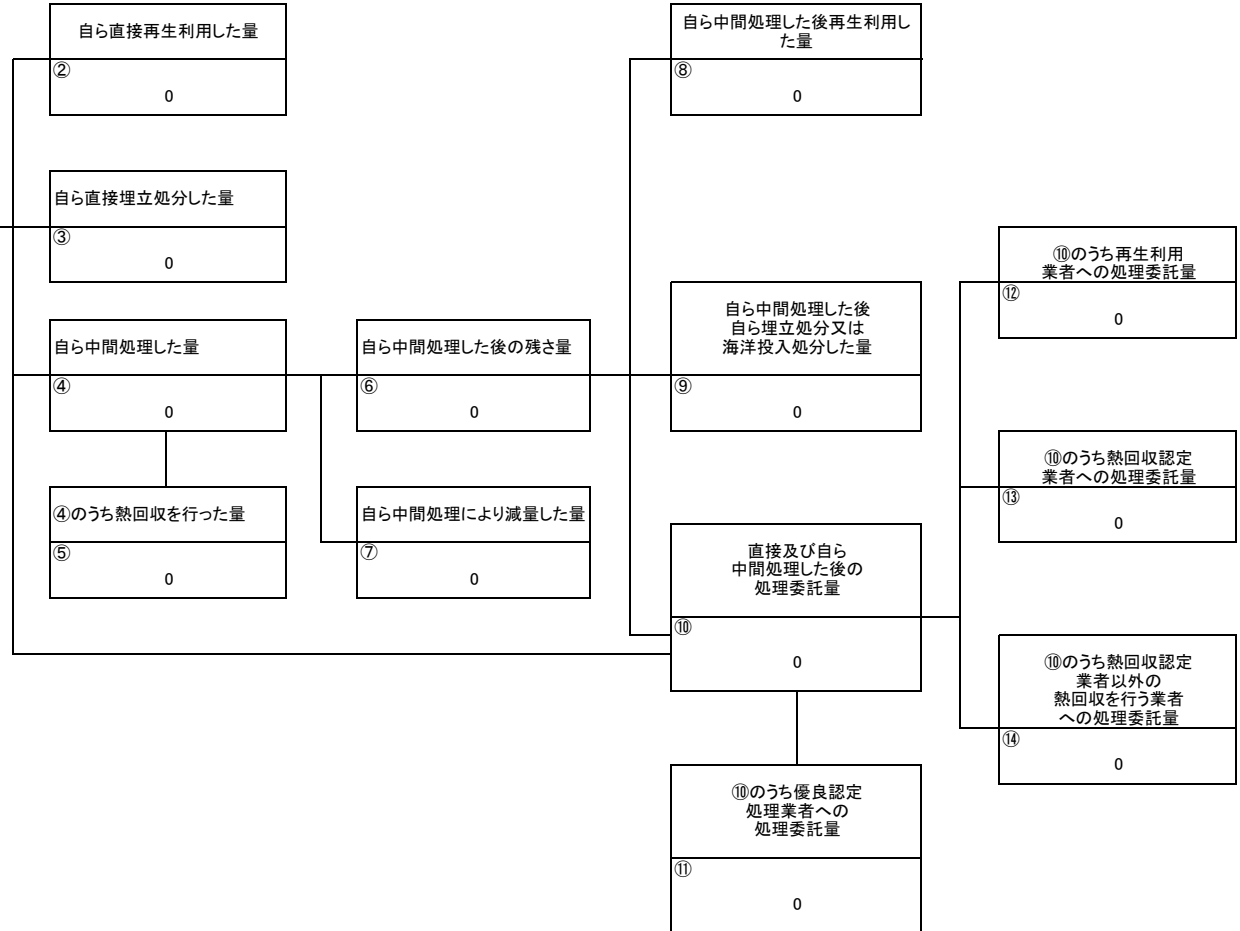 自ら直接再生利用した量
②
0
自ら中間処理した後再生利用し
た量
⑧
0
自ら直接埋立処分した量
③
0
⑩のうち再生利用
業者への処理委託量
⑫
0
自ら中間処理した量
④
0
自ら中間処理した後の残さ量
⑥
0
自ら中間処理した後
自ら埋立処分又は
海洋投入処分した量
⑨
0
⑩のうち熱回収認定
業者への処理委託量
⑬
0
④のうち熱回収を行った量
⑤
0
自ら中間処理により減量した量
⑦
0
直接及び自ら
中間処理した後の
処理委託量
⑩
0
⑩のうち熱回収認定
業者以外の
熱回収を行う業者
への処理委託量
⑭
0
⑩のうち優良認定
処理業者への
処理委託量
⑪
0